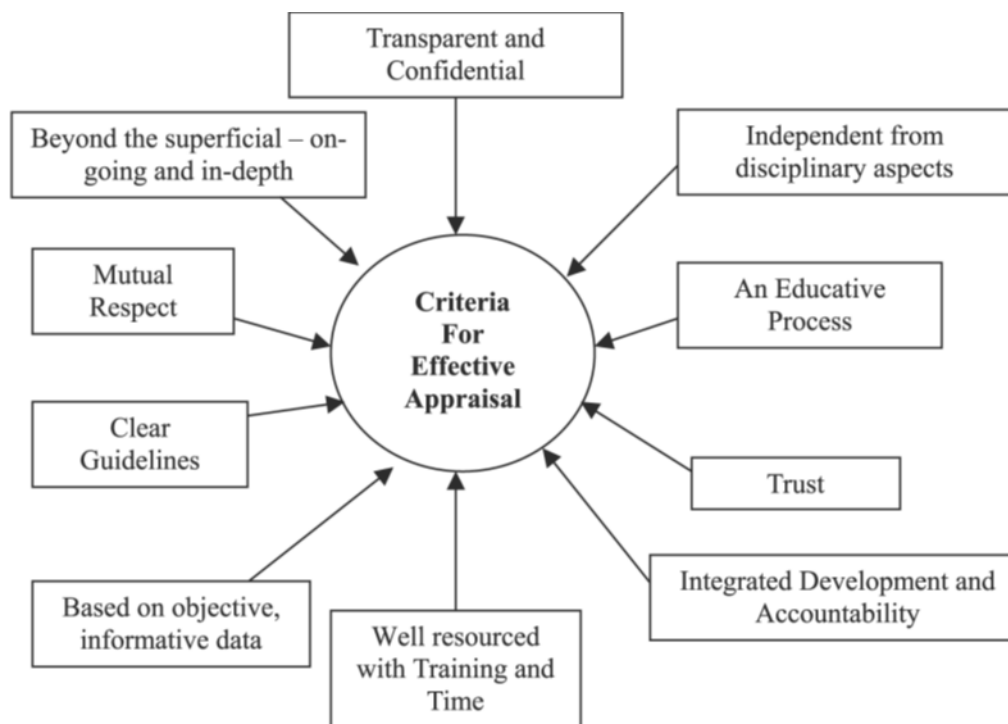 Transparent and
Confidential
Beyond the superficial – on-
going and in-depth
Independent from
disciplinary aspects
Mutual
Respect
Criteria
For
Effective
Appraisal
An Educative
Process
Clear
Guidelines
Trust
Based on objective,
informative data
Well resourced
with Training and
Time
Integrated Development and
Accountability